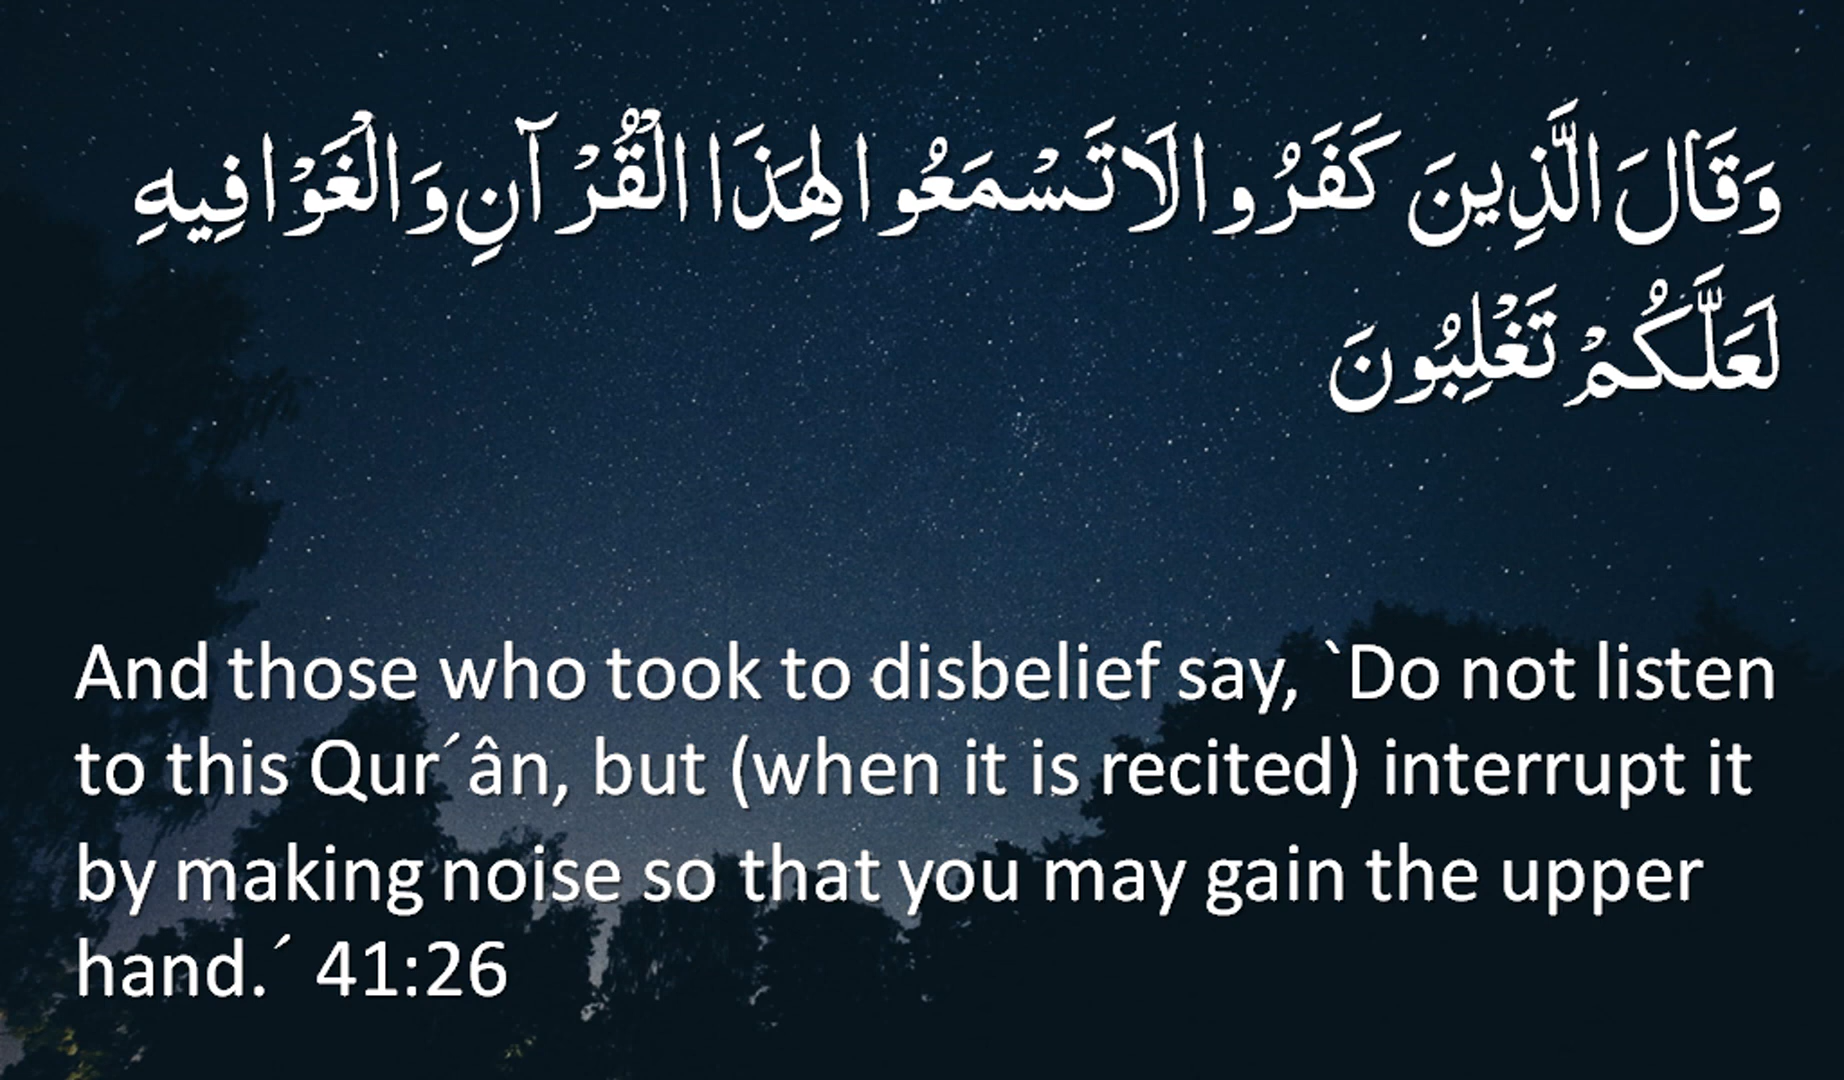 وَقَالَ الَّذِينَ كَفَرُوا لَا تَسْمَعُوا لِهَذَا الْقُرْآنِ وَالْغَوْا فِيهِ
لَعَلَّكُمْ تَغْلِبُونَ
And those who took to disbelief say, `Do not listen
to this Qur´ân, but (when it is recited) interrupt it
by making noise so that you may gain the upper
hand.´ 41:26